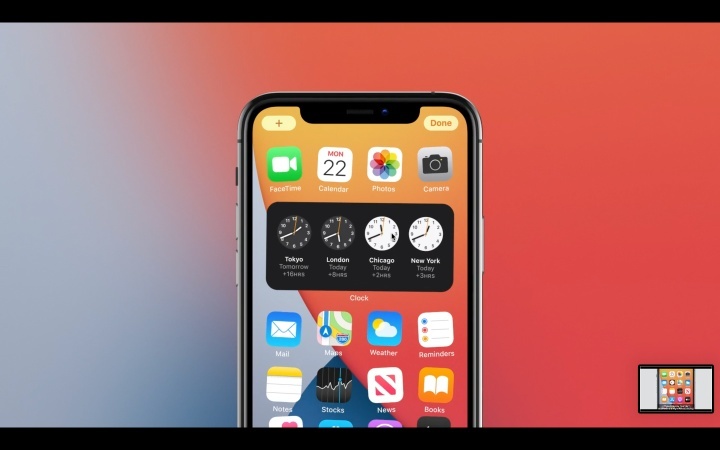 + Done
MON
22
FaceTime Calendar Photos Camera
Tokyo London Chicago New York
Tomorrow Today Today Today
+16HRS +8HRS +2HRS +3HRS
Clock
Mail Maps Weather Reminders
Notes Stocks News Books